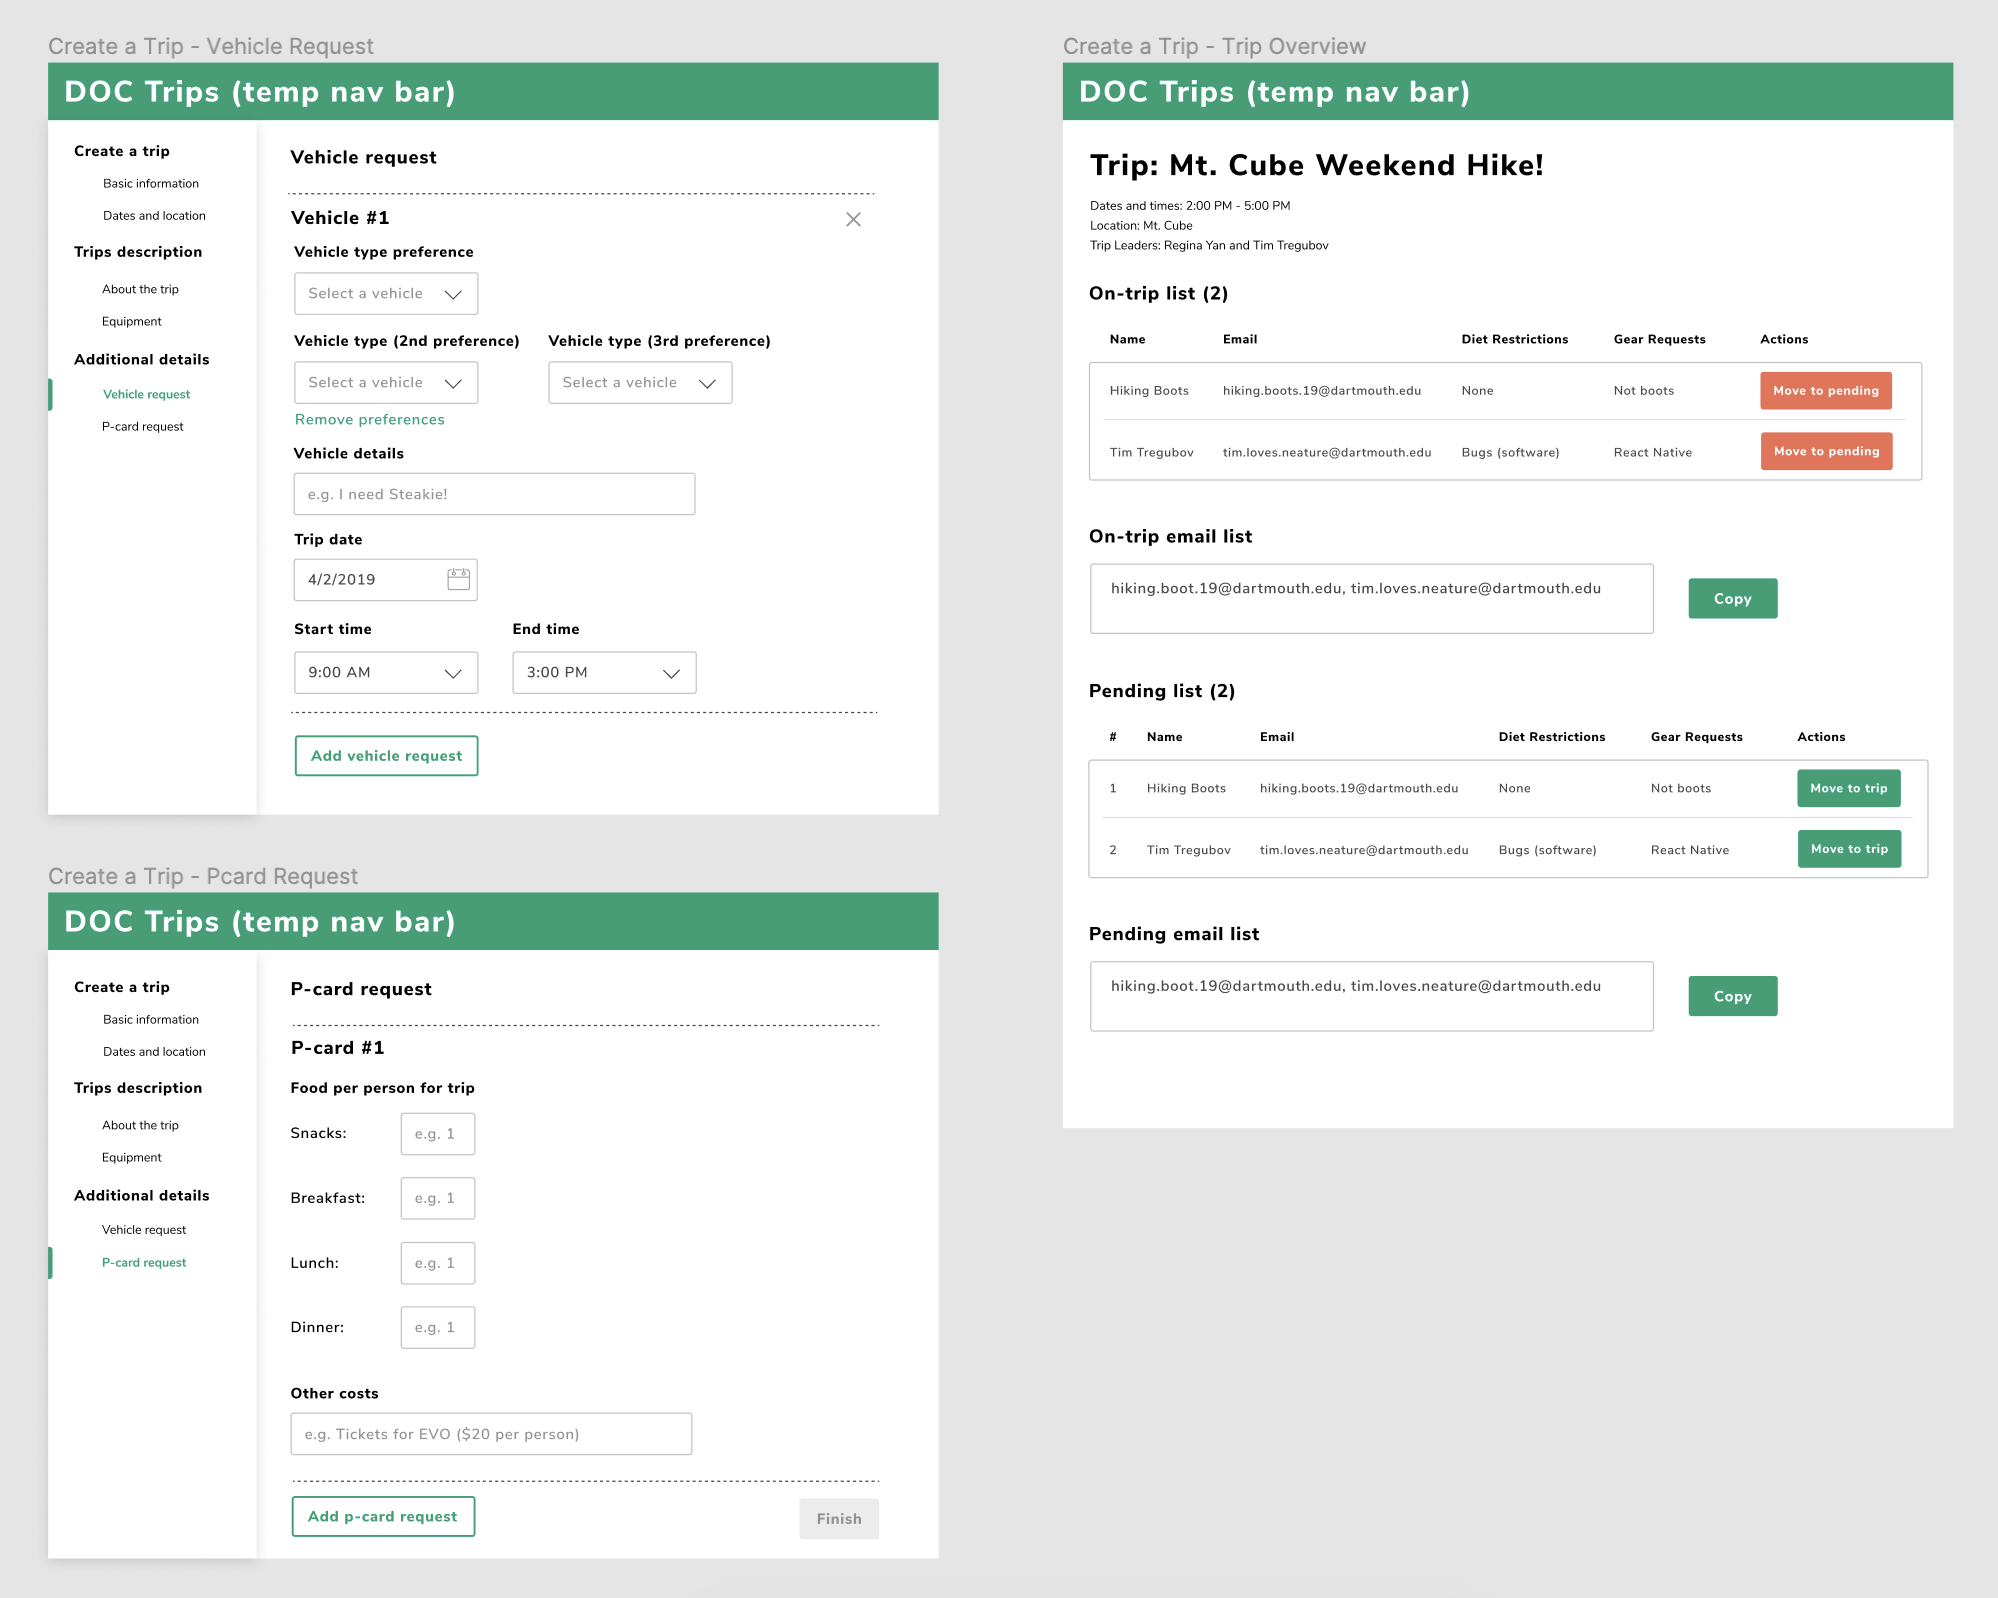 Create a Trip - Vehicle Request
DOC Trips (temp nav bar)
Create a trip
Basic information
Dates and location
Trips description
About the trip
Equipment
Additional details
Vehicle request
P-card request
Vehicle request
Vehicle #1
Vehicle type preference
Select a vehicle
Vehicle type (2nd preference) Vehicle type (3rd preference)
Select a vehicle Select a vehicle
Remove preferences
Vehicle details
e.g. I need Steakie!
Trip date
4/2/2019
Start time End time
9:00 AM 3:00 PM
Add vehicle request
Create a Trip - Pcard Request
DOC Trips (temp nav bar)
Create a trip
Basic information
Dates and location
Trips description
About the trip
Equipment
Additional details
Vehicle request
P-card request
P-card request
P-card #1
Food per person for trip
Snacks: e.g. 1
Breakfast: e.g. 1
Lunch: e.g. 1
Dinner: e.g. 1
Other costs
e.g. Tickets for EVO ($20 per person)
Add p-card request Finish
Create a Trip - Trip Overview
DOC Trips (temp nav bar)
Trip: Mt. Cube Weekend Hike!
Dates and times: 2:00 PM - 5:00 PM
Location: Mt. Cube
Trip Leaders: Regina Yan and Tim Tregubov
On-trip list (2)
Name Email Diet Restrictions Gear Requests Actions
Hiking Boots hiking.boots.19@dartmouth.edu None Not boots Move to pending
Tim Tregubov tim.loves.neature@dartmouth.edu Bugs (software) React Native Move to pending
On-trip email list
hiking.boot.19@dartmouth.edu, tim.loves.neature@dartmouth.edu Copy
Pending list (2)
# Name Email Diet Restrictions Gear Requests Actions
1 Hiking Boots hiking.boots.19@dartmouth.edu None Not boots Move to trip
2 Tim Tregubov tim.loves.neature@dartmouth.edu Bugs (software) React Native Move to trip
Pending email list
hiking.boot.19@dartmouth.edu, tim.loves.neature@dartmouth.edu Copy